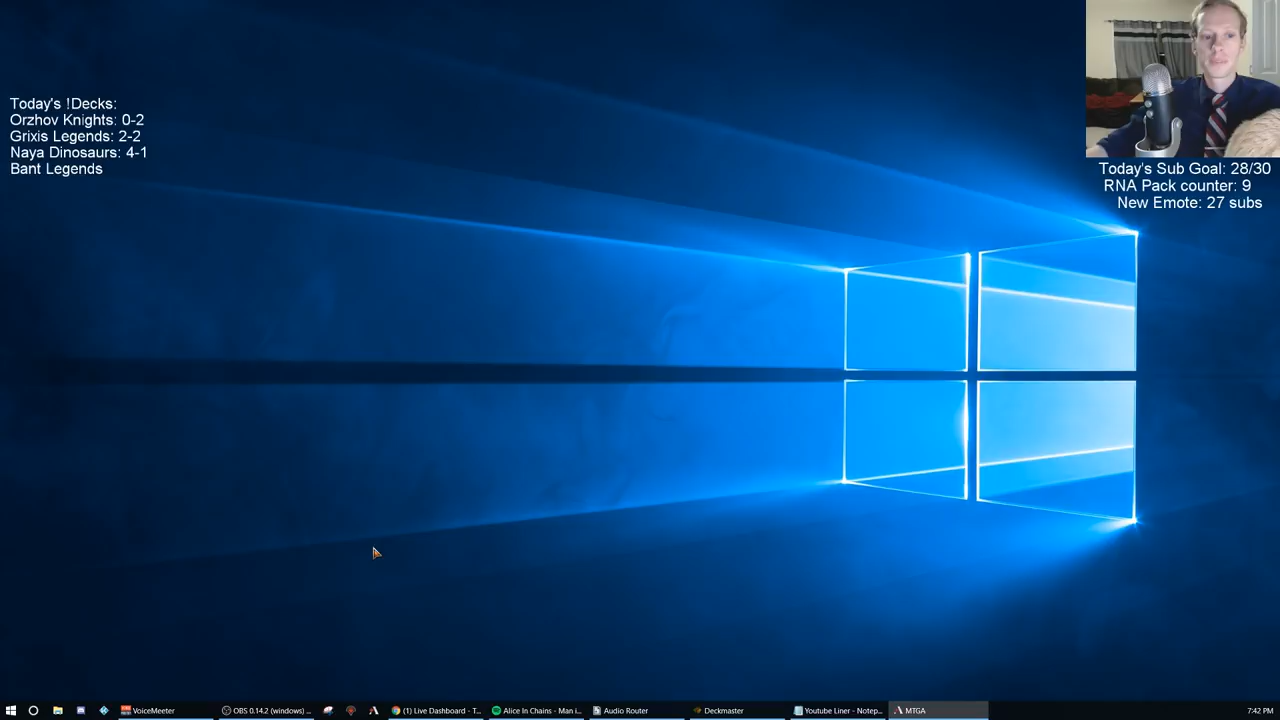 Today's !Decks:
Orzhov Knights: 0-2
Grixis Legends: 2-2
Naya Dinosaurs: 4-1
Bant Legends
Today's Sub Goal: 28/30
RNA Pack counter: 9
New Emote: 27 subs
VoiceMeeter
OBS 0.14.2 (windows) ...
(1) Live Dashboard - T...
Alice In Chains - Man i...
Audio Router
Deckmaster
Youtube Liner - Notep...
MTGA
7:42 PM